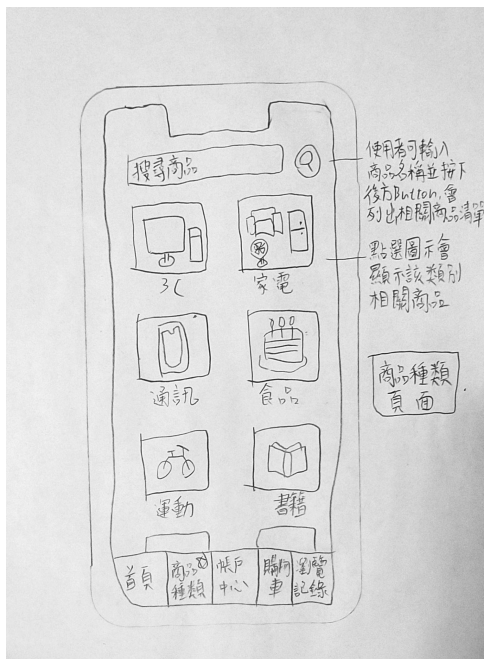 搜尋商品
使用者可輸入
商品名稱並按下
後方Button,會
列出相關商品清單
3C
家電
點選圖示會
顯示該類別
相關商品
通訊
食品
商品種類
頁面
運動
書籍
首頁
商品
種類
帳戶
中心
購物
車
瀏覽
記錄